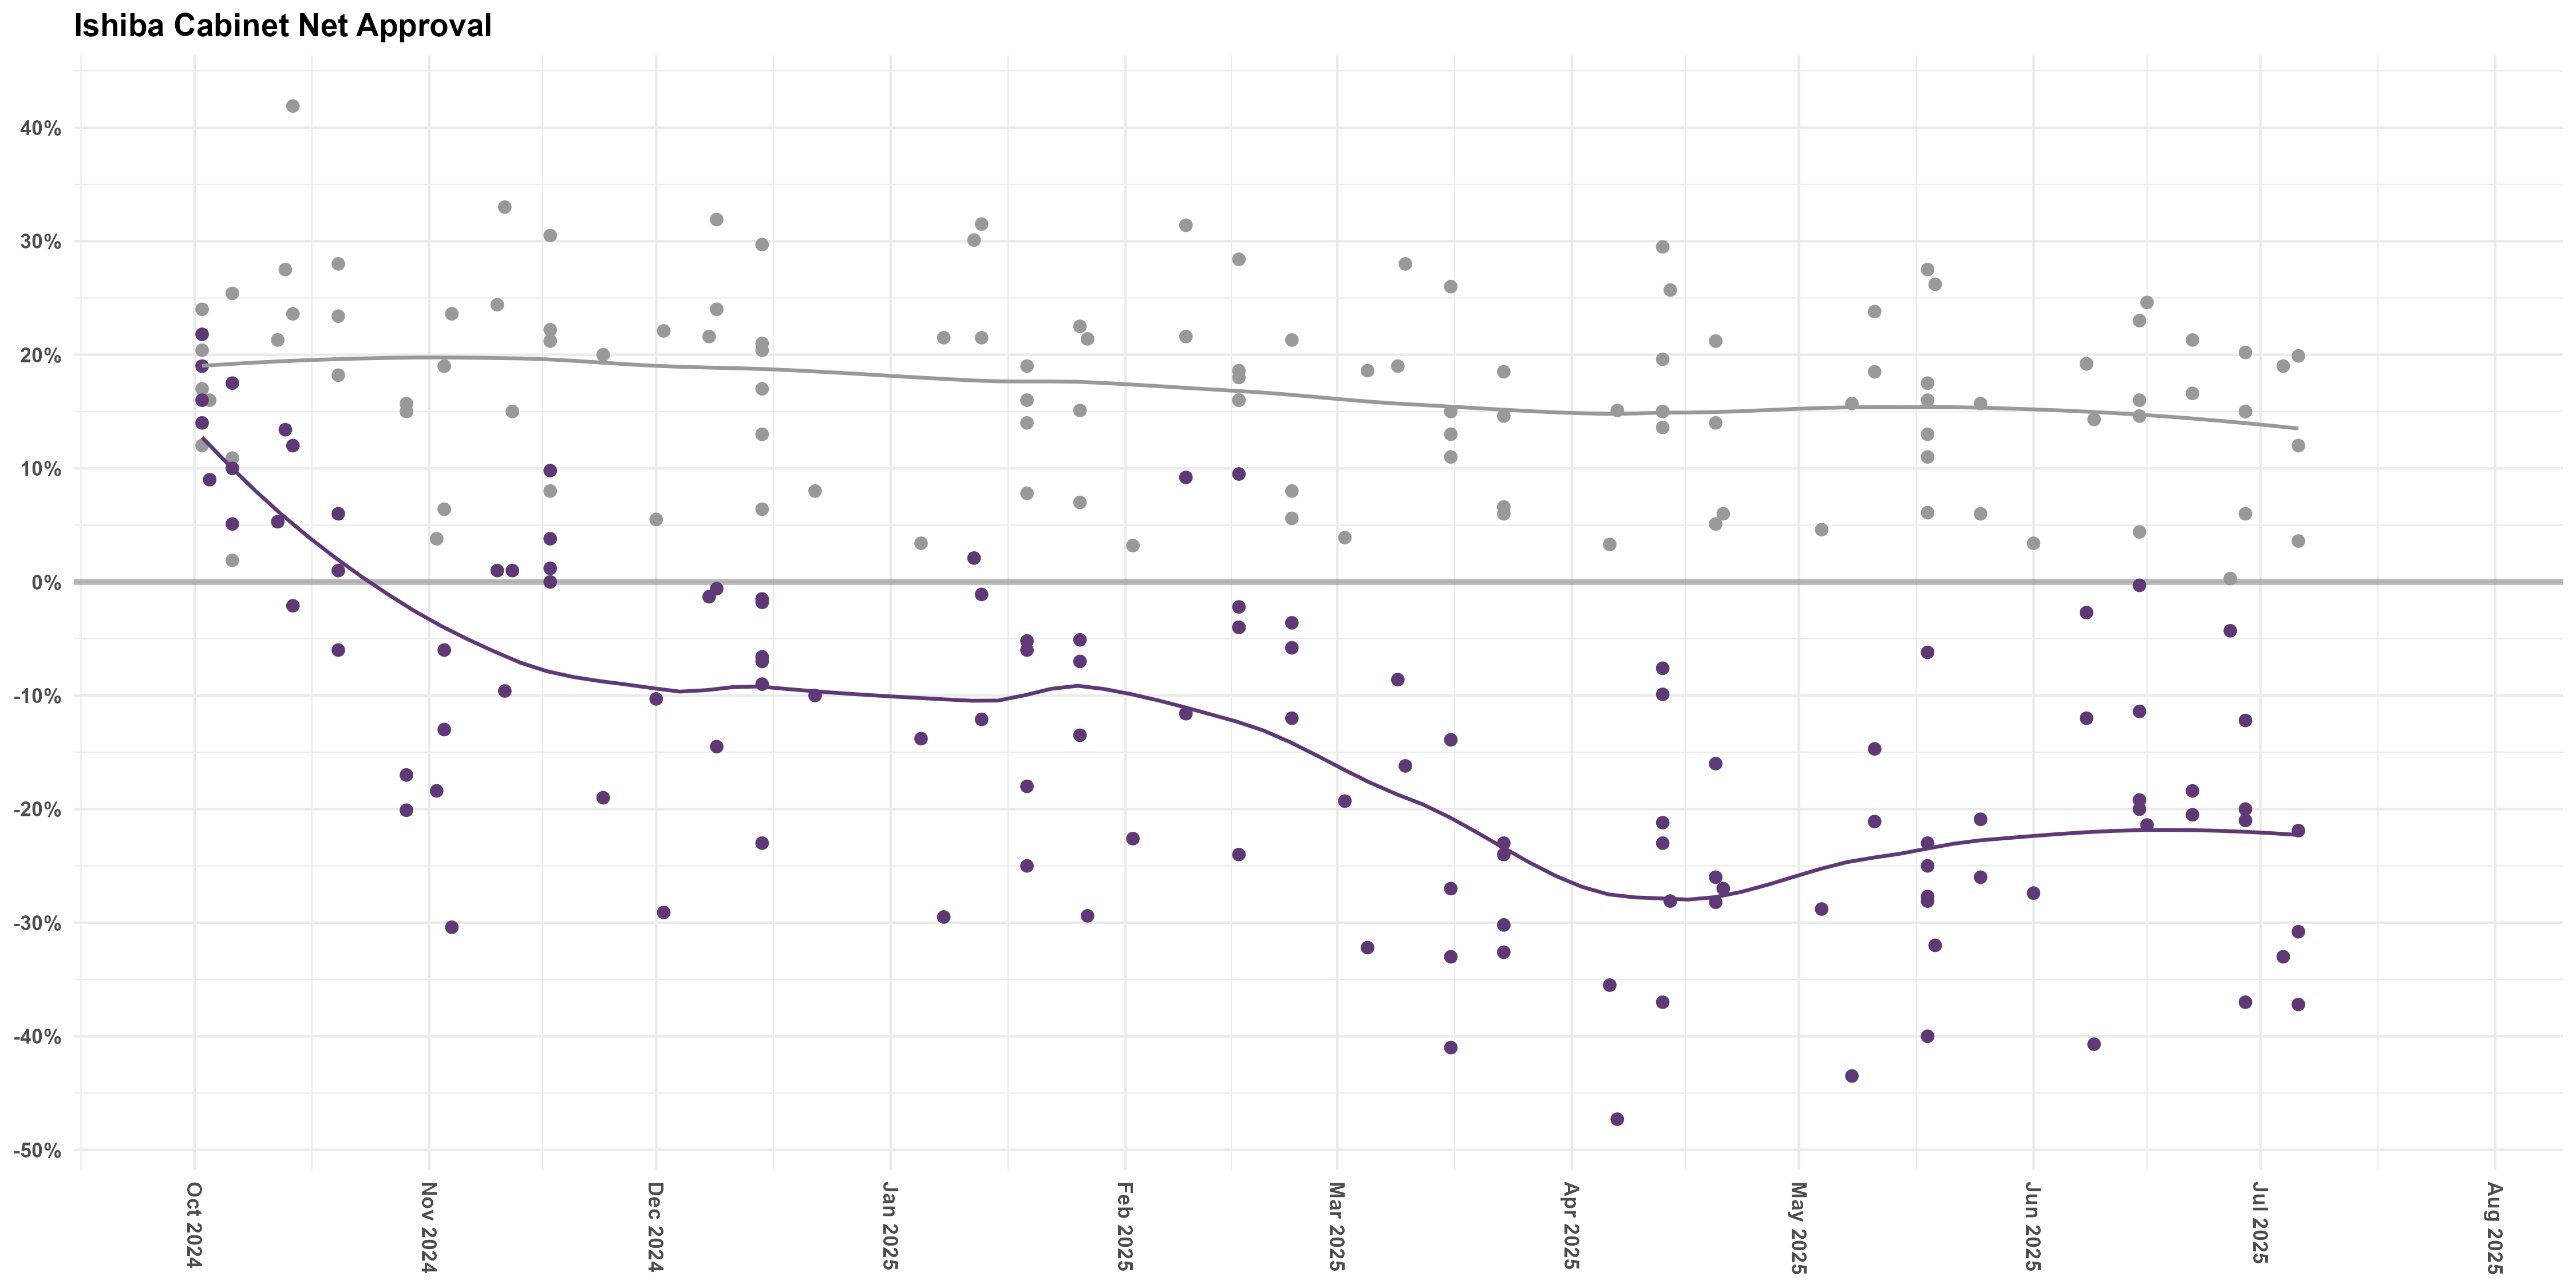 Ishiba Cabinet Net Approval
40%
30%
20%
10%
0%
-10%
-20%
-30%
-40%
-50%
Oct 2024
Nov 2024
Dec 2024
Jan 2025
Feb 2025
Mar 2025
Apr 2025
May 2025
Jun 2025
Jul 2025
Aug 2025